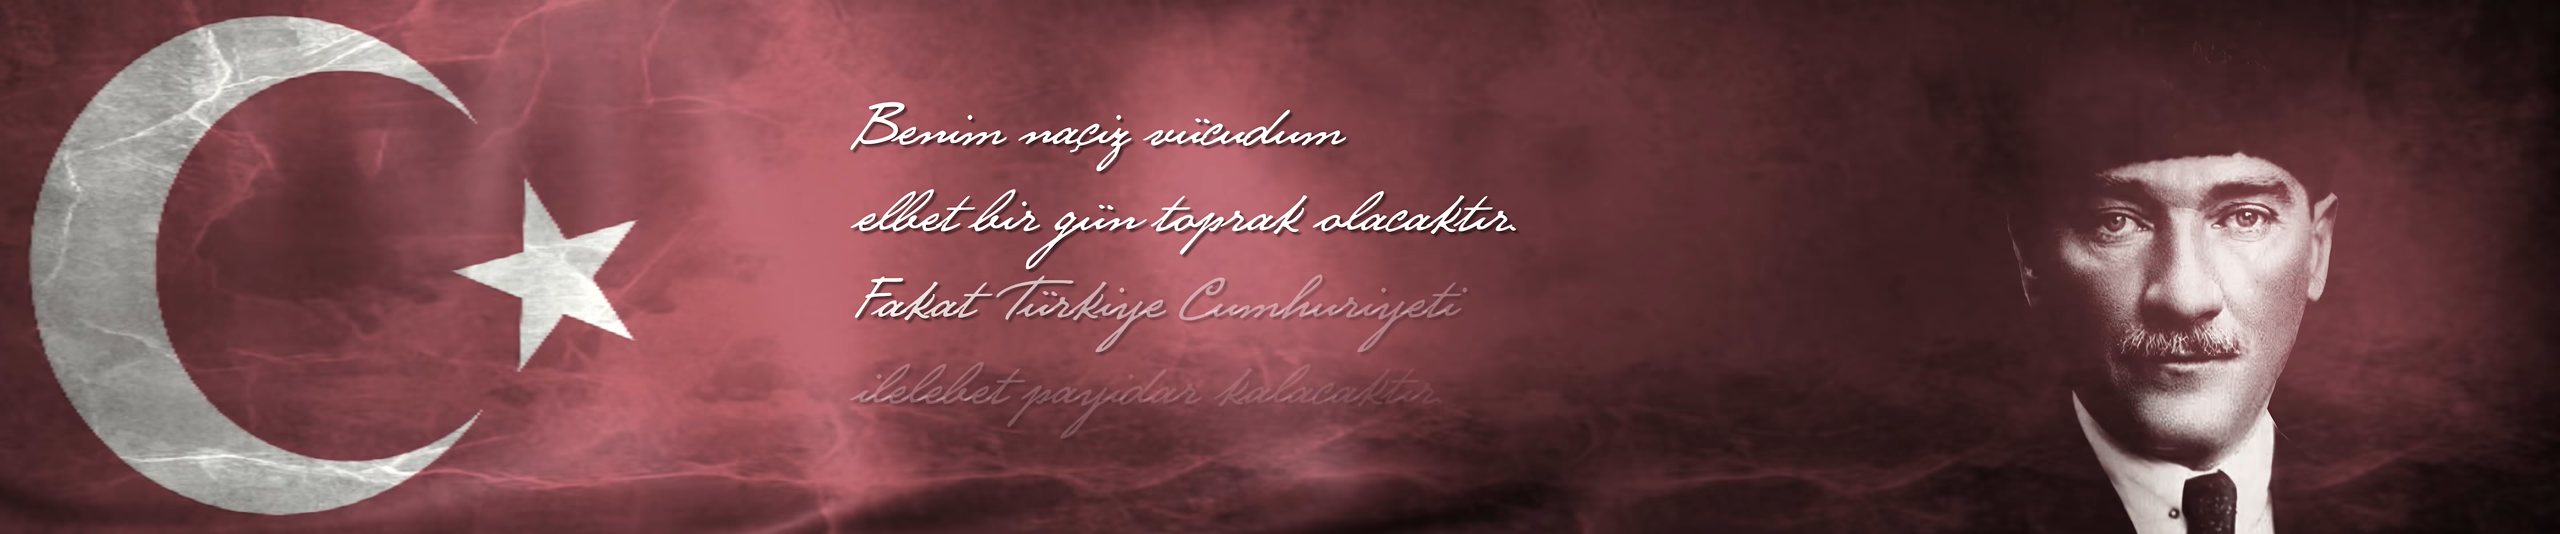 Benim naçiz vücudum
elbet bir gün toprak olacaktır.
Fakat Türkiye Cumhuriyeti
ilelebet payidar kalacaktır.